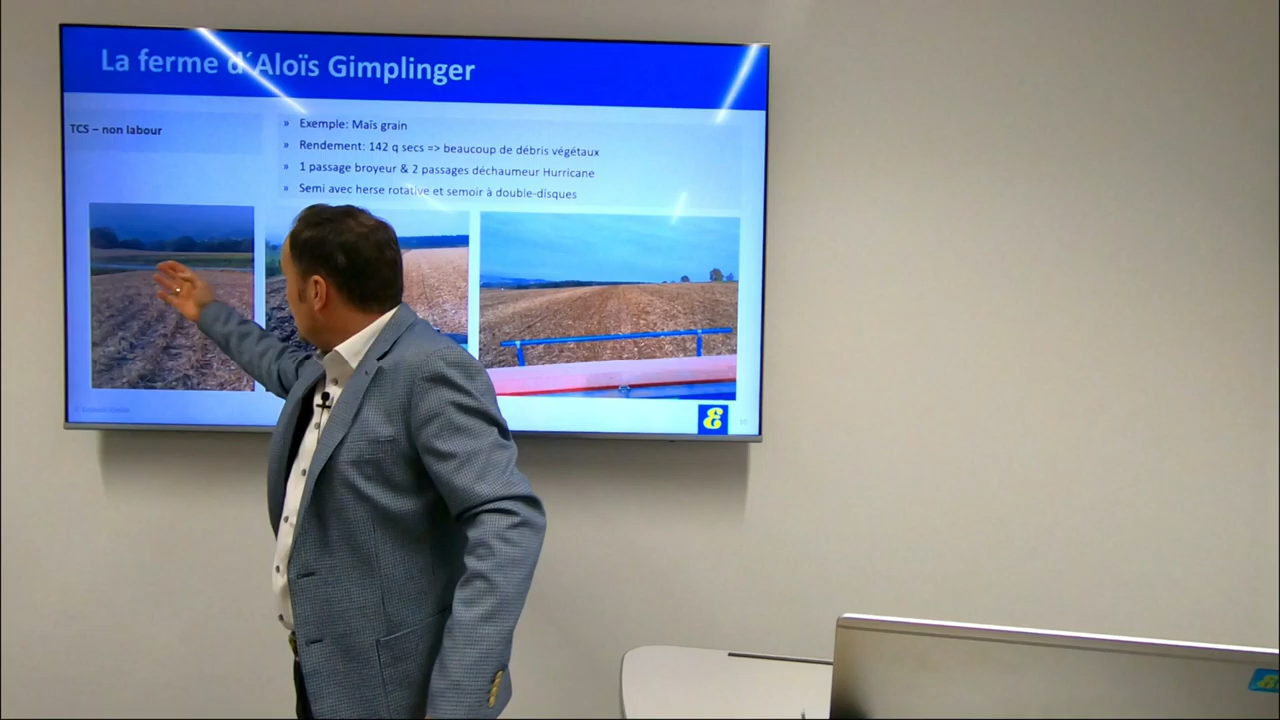 La ferme d´Aloïs Gimplinger
TCS – non labour
» Exemple: Maïs grain
» Rendement: 142 q secs => beaucoup de débris végétaux
» 1 passage broyeur & 2 passages déchaumeur Hurricane
» Semi avec herse rotative et semoir à double-disques